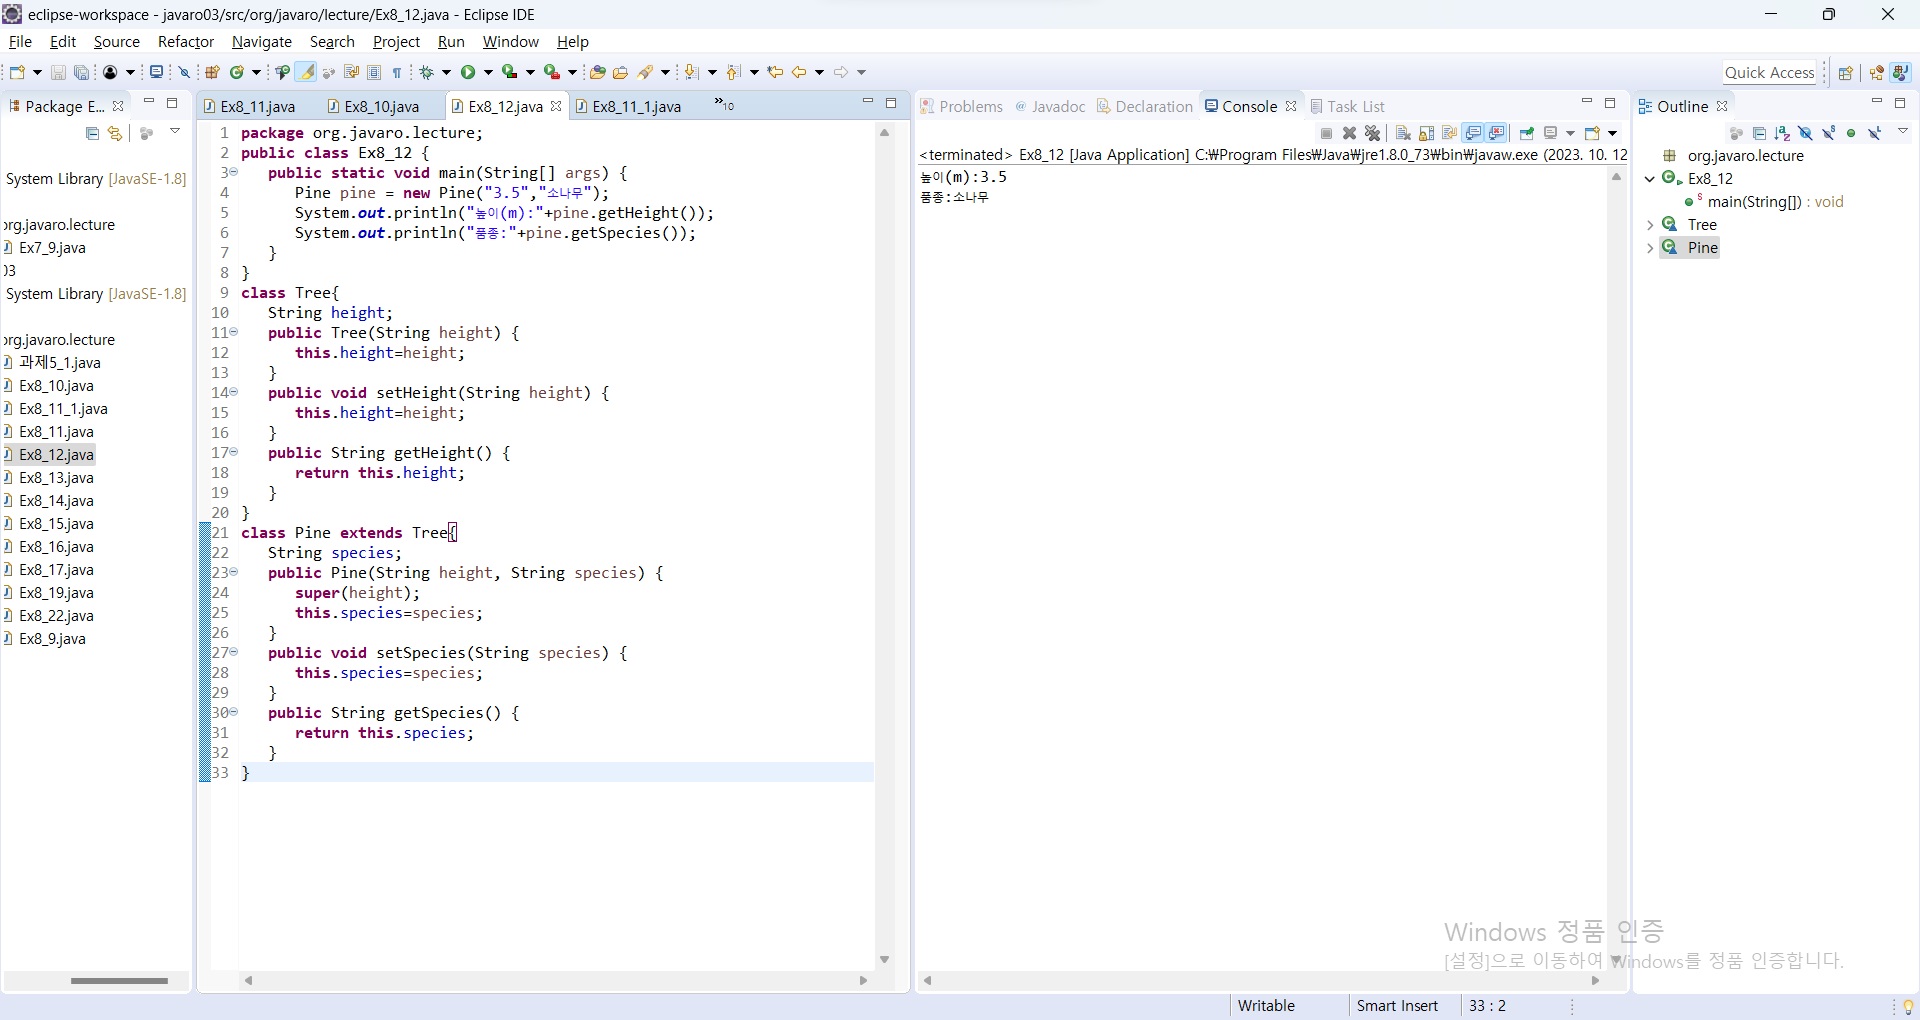 eclipse-workspace - javaro03/src/org/javaro/lecture/Ex8_12.java - Eclipse IDE
File Edit Source Refactor Navigate Search Project Run Window Help
Quick Access
Package E...
System Library [JavaSE-1.8]
org.javaro.lecture
Ex7_9.java
03
System Library [JavaSE-1.8]
org.javaro.lecture
과제5_1.java
Ex8_10.java
Ex8_11_1.java
Ex8_11.java
Ex8_12.java
Ex8_13.java
Ex8_14.java
Ex8_15.java
Ex8_16.java
Ex8_17.java
Ex8_19.java
Ex8_22.java
Ex8_9.java
Ex8_11.java Ex8_10.java Ex8_12.java Ex8_11_1.java »10
1 package org.javaro.lecture;
2 public class Ex8_12 {
3 public static void main(String[] args) {
4 Pine pine = new Pine("3.5","소나무");
5 System.out.println("높이(m):"+pine.getHeight());
6 System.out.println("품종:"+pine.getSpecies());
7 }
8 }
9 class Tree{
10 String height;
11 public Tree(String height) {
12 this.height=height;
13 }
14 public void setHeight(String height) {
15 this.height=height;
16 }
17 public String getHeight() {
18 return this.height;
19 }
20 }
21 class Pine extends Tree{
22 String species;
23 public Pine(String height, String species) {
24 super(height);
25 this.species=species;
26 }
27 public void setSpecies(String species) {
28 this.species=species;
29 }
30 public String getSpecies() {
31 return this.species;
32 }
33 }
Problems Javadoc Declaration Console Task List
<terminated> Ex8_12 [Java Application] C:₩Program Files₩Java₩jre1.8.0_73₩bin₩javaw.exe (2023. 10. 12
높이(m):3.5
품종:소나무
Outline
org.javaro.lecture
Ex8_12
main(String[]) : void
Tree
Pine
Windows 정품 인증
[설정]으로 이동하여 Windows를 정품 인증합니다.
Writable Smart Insert 33 : 2